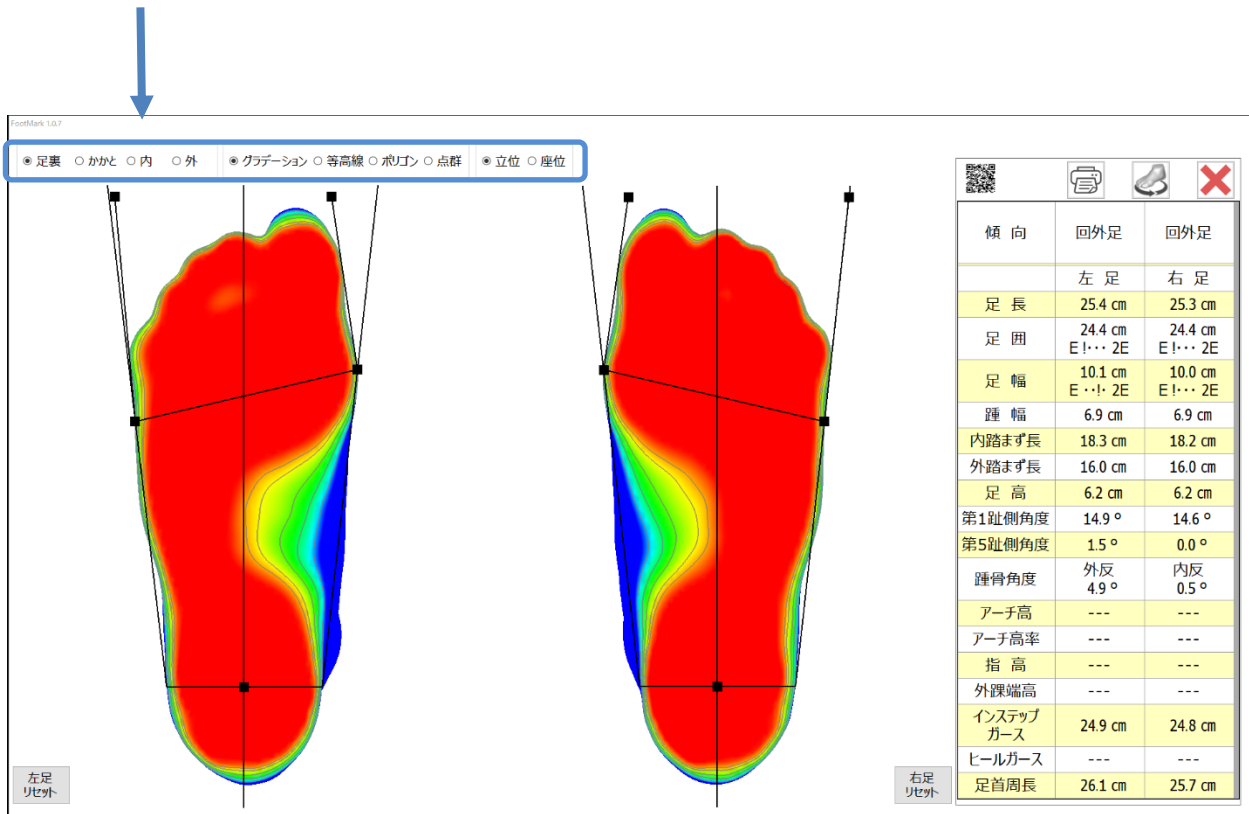 FootMark 1.0.7
足裏 かかと 内 外 グラデーション 等高線 ポリゴン 点群 立位 座位
傾 向 回外足 回外足
左 足 右 足
足 長 25.4 cm 25.3 cm
足 囲 24.4 cm E !··· 2E 24.4 cm E !··· 2E
足 幅 10.1 cm E ··!· 2E 10.0 cm E !··· 2E
踵 幅 6.9 cm 6.9 cm
内踏まず長 18.3 cm 18.2 cm
外踏まず長 16.0 cm 16.0 cm
足 高 6.2 cm 6.2 cm
第1趾側角度 14.9 ° 14.6 °
第5趾側角度 1.5 ° 0.0 °
踵骨角度 外反 4.9 ° 内反 0.5 °
アーチ高 --- ---
アーチ高率 --- ---
指 高 --- ---
外踝端高 --- ---
インステップ ガース 24.9 cm 24.8 cm
ヒールガース --- ---
足首周長 26.1 cm 25.7 cm
左足
リセット
右足
リセット